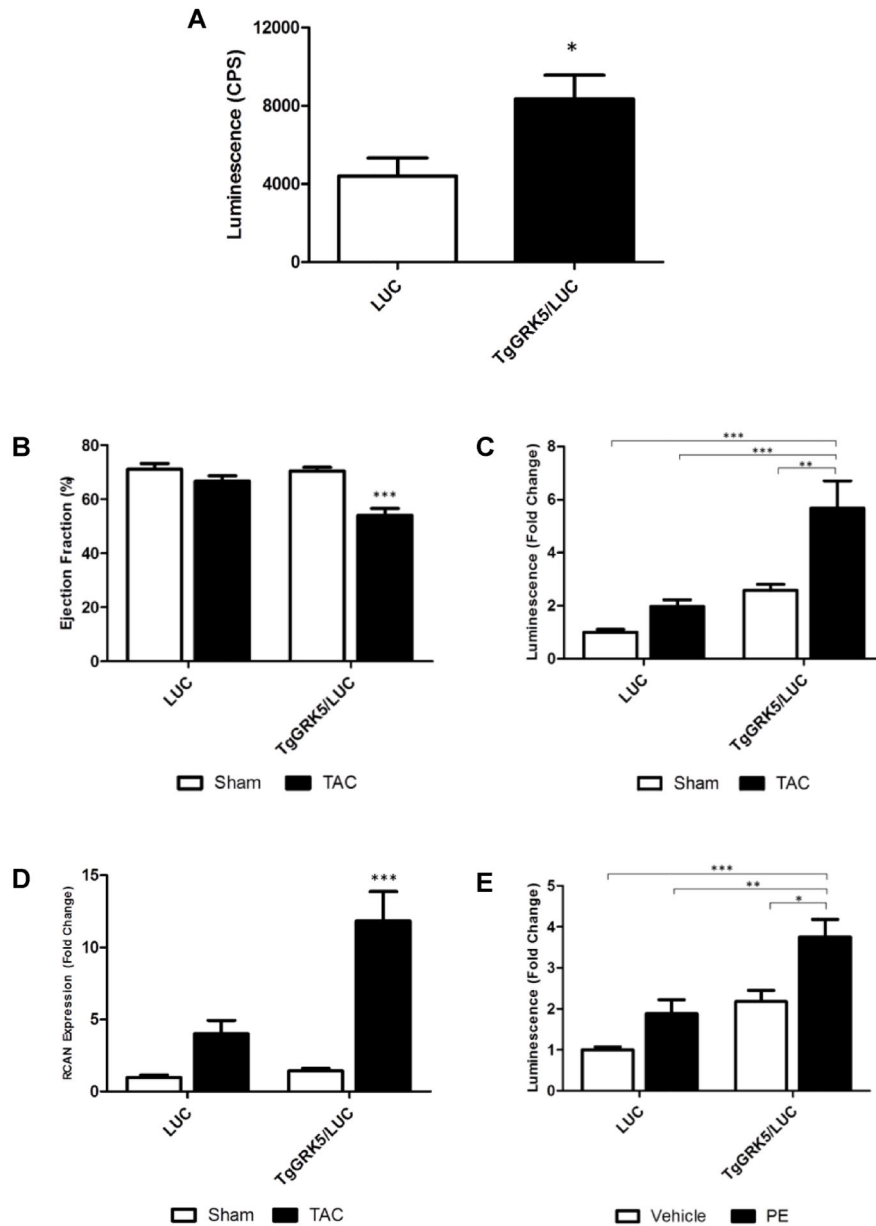 A
Luminescence (CPS)
12000
8000
4000
0
*
LUC
TgGRK5/LUC
B
Ejection Fraction (%)
80
60
40
20
0
***
LUC
TgGRK5/LUC
Sham TAC
C
Luminescence (Fold Change)
8
6
4
2
0
***
***
**
LUC
TgGRK5/LUC
Sham TAC
D
RCAN Expression (Fold Change)
15
10
5
0
***
LUC
TgGRK5/LUC
Sham TAC
E
Luminescence (Fold Change)
5
4
3
2
1
0
***
**
*
LUC
TgGRK5/LUC
Vehicle PE